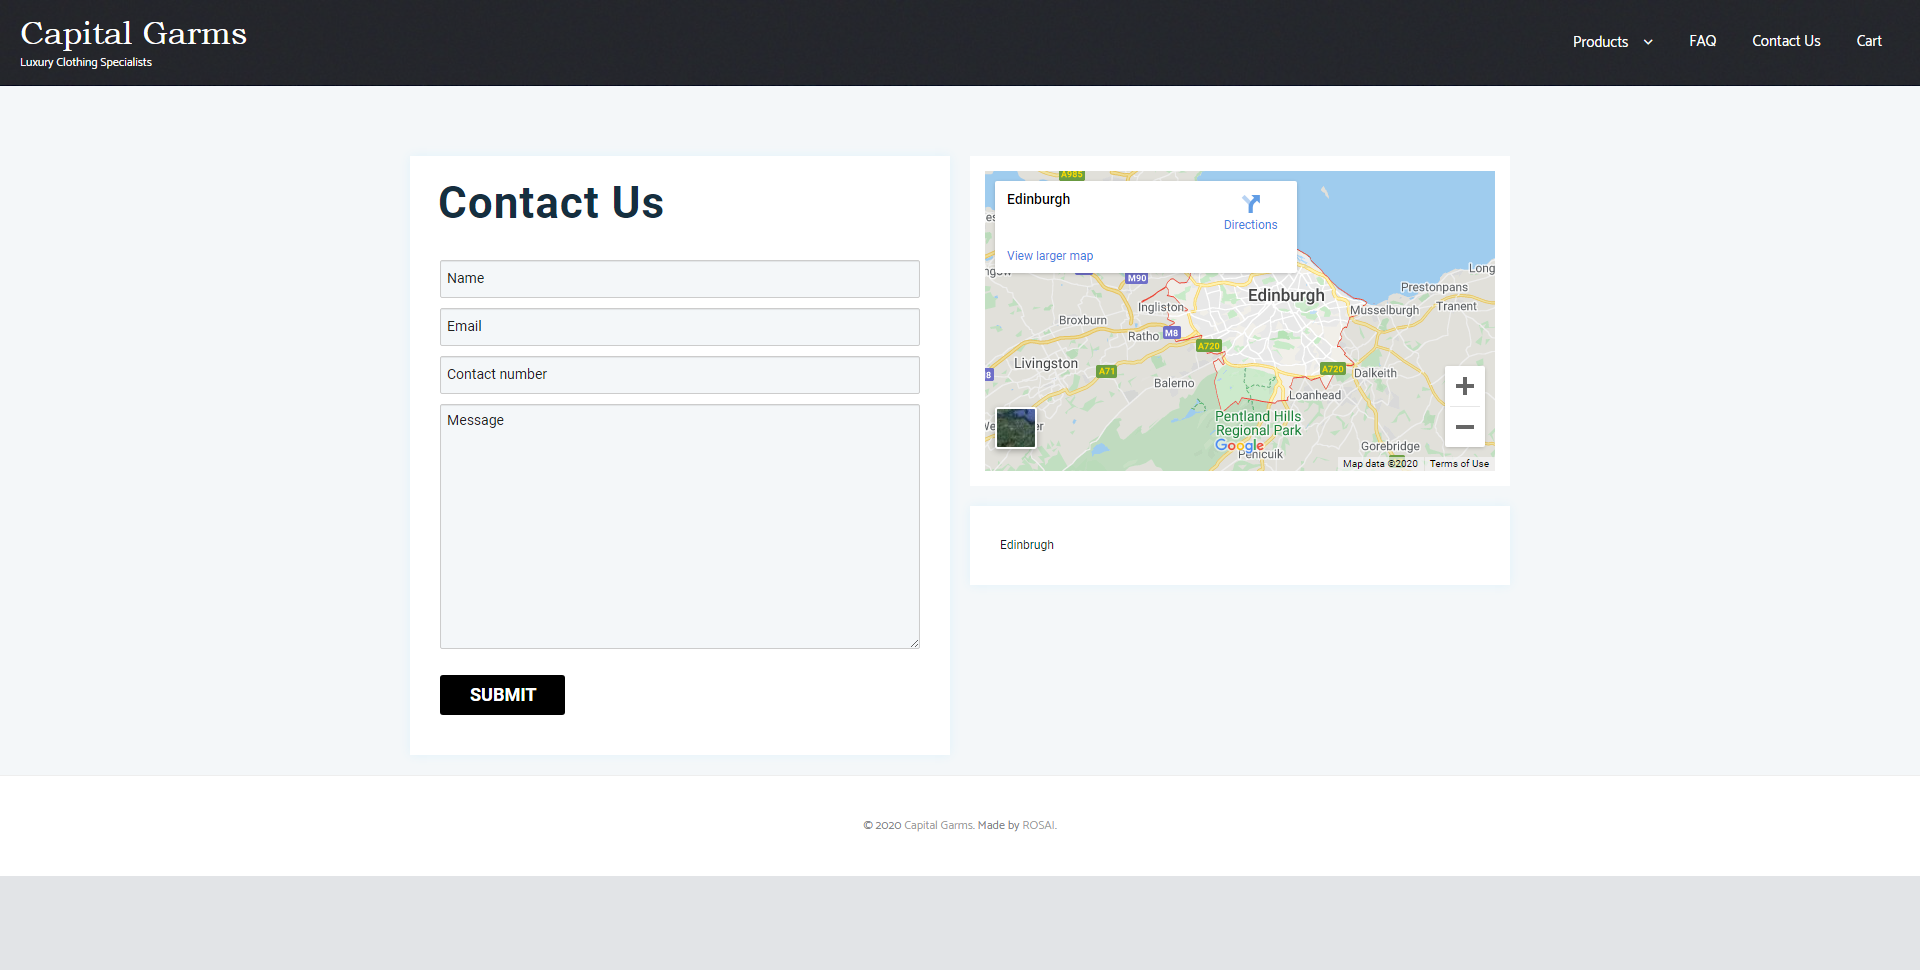 Capital Garms
Luxury Clothing Specialists
Products
FAQ
Contact Us
Cart
Contact Us
Name
Email
Contact number
Message
SUBMIT
A985
Edinburgh
Directions
View larger map
M90
Edinburgh
Long
Prestonpans
Ingliston
Musselburgh
Tranent
Broxburn
Ratho
M8
A720
Livingston
A71
A720
Dalkeith
8
Balerno
Loanhead
Pentland Hills
Regional Park
Google
Gorebridge
Penicuik
Map data ©2020
Terms of Use
Edinbrugh
© 2020 Capital Garms. Made by ROSAI.